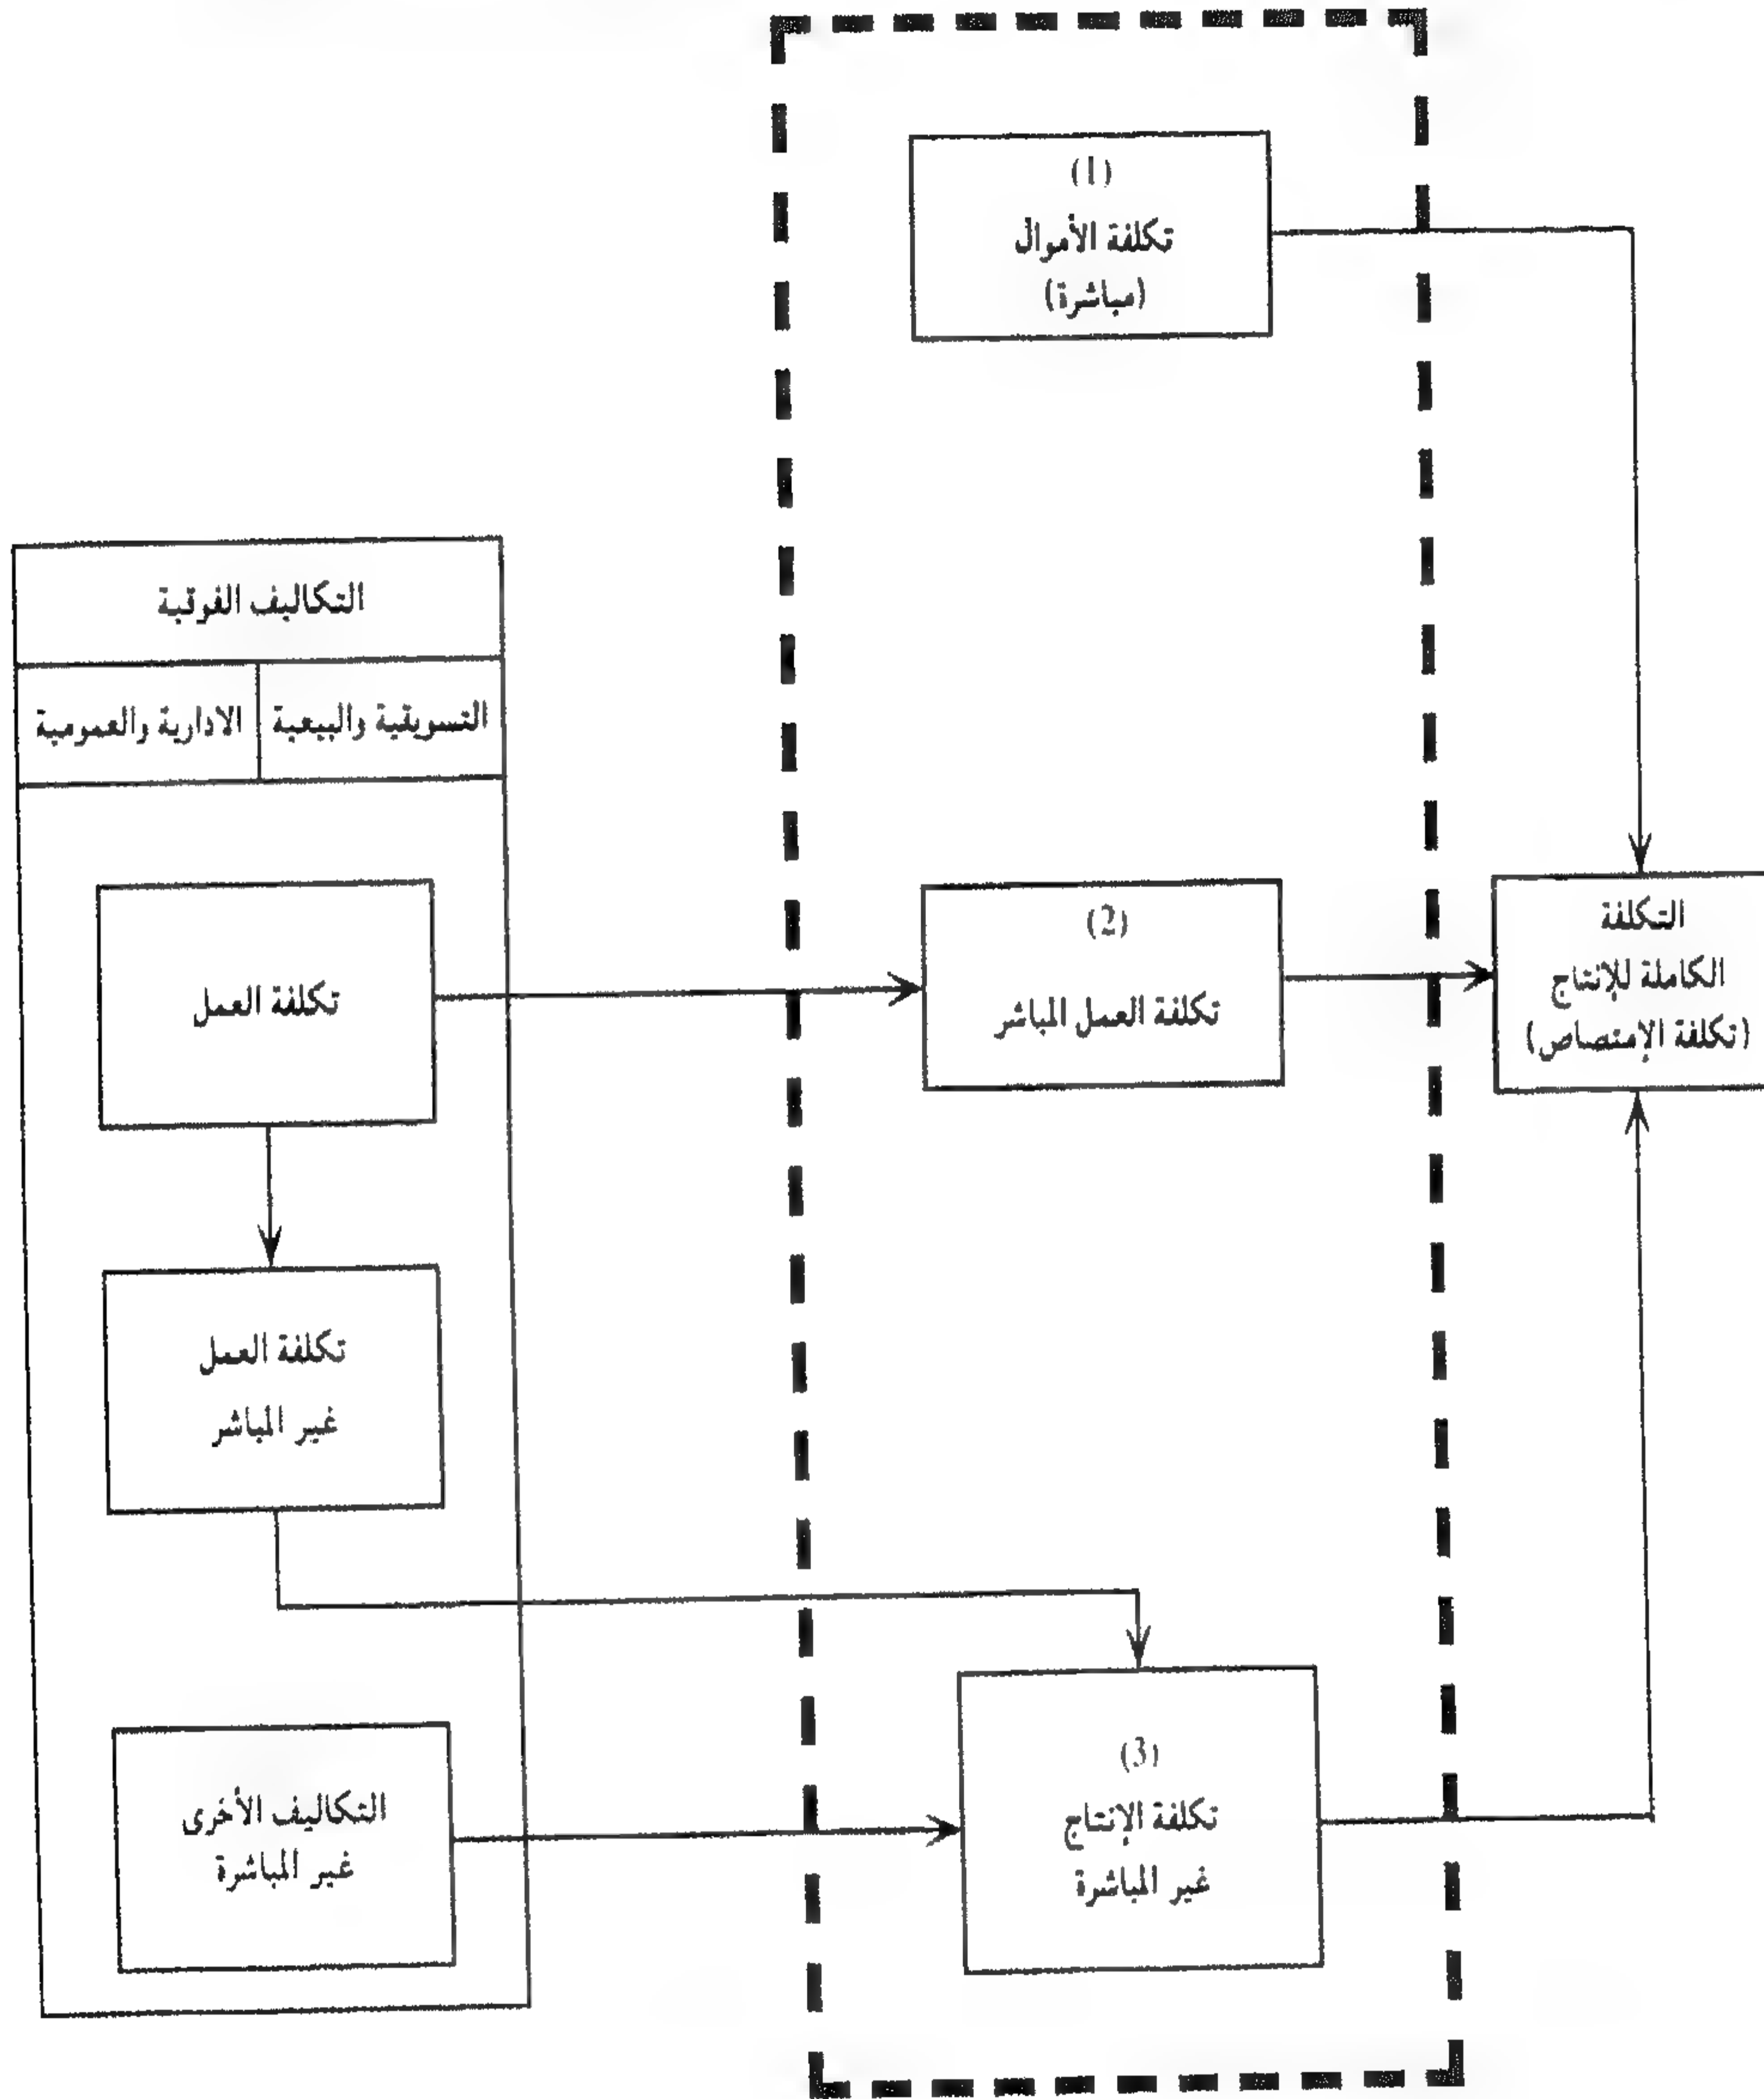 (1)
تكلفة الأموال
(مباشرة)
التكاليف الفرقية
التسويقية والبيعية
الادارية والعمومية
(2)
تكلفة العمل المباشر
التكلفة
الكاملة للإنتاج
(تكلفة الإمتصاص)
تكلفة العمل
تكلفة العمل
غير المباشر
(3)
تكلفة الإنتاج
غير المباشرة
التكاليف الأخرى
غير المباشرة